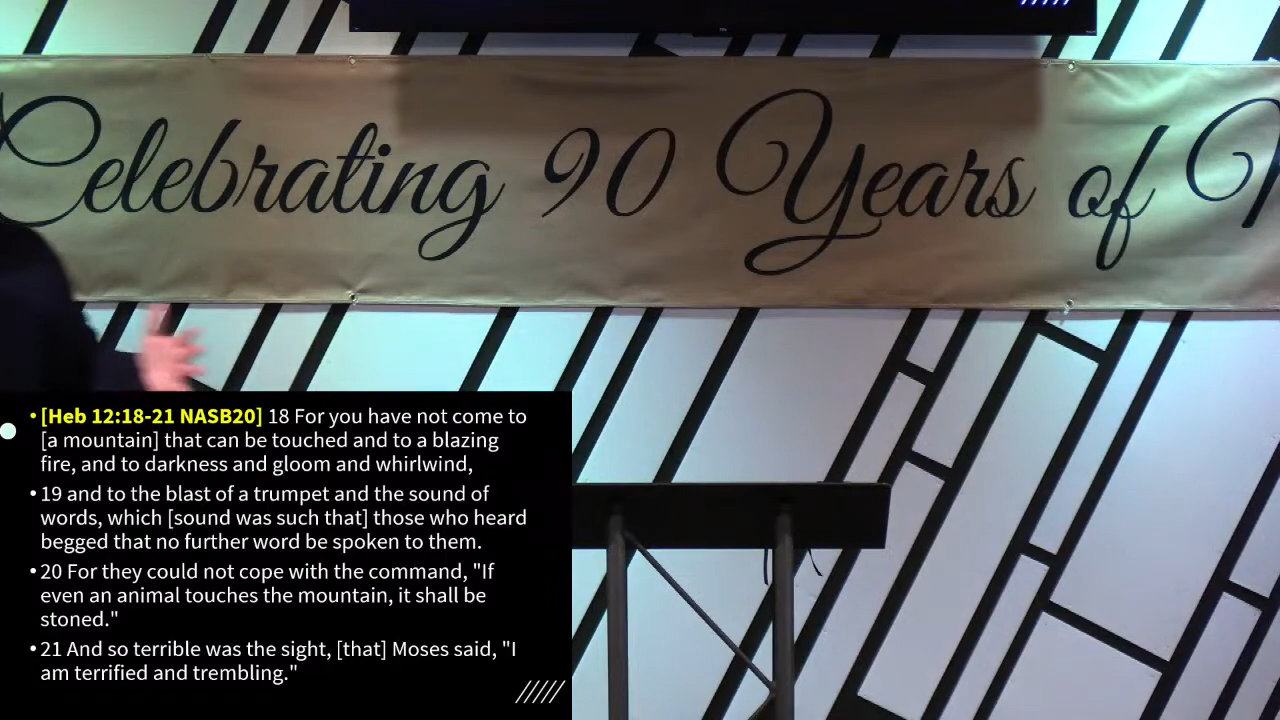 Celebrating 90 Years of
• [Heb 12:18-21 NASB20] 18 For you have not come to
[a mountain] that can be touched and to a blazing
fire, and to darkness and gloom and whirlwind,
• 19 and to the blast of a trumpet and the sound of
words, which [sound was such that] those who heard
begged that no further word be spoken to them.
• 20 For they could not cope with the command, "If
even an animal touches the mountain, it shall be
stoned."
• 21 And so terrible was the sight, [that] Moses said, "I
am terrified and trembling."